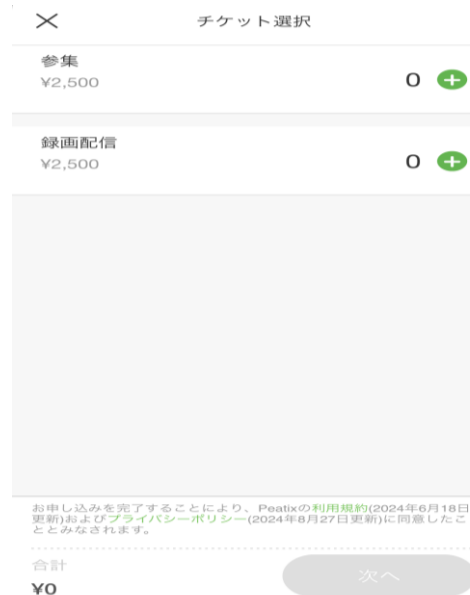 チケット選択
参集
¥2,500
0
録画配信
¥2,500
0
お申し込みを完了することにより、Peatixの利用規約(2024年6月18日
更新)およびプライバシーポリシー(2024年8月27日更新)に同意したこ
ととみなされます。
合計
¥0
次へ